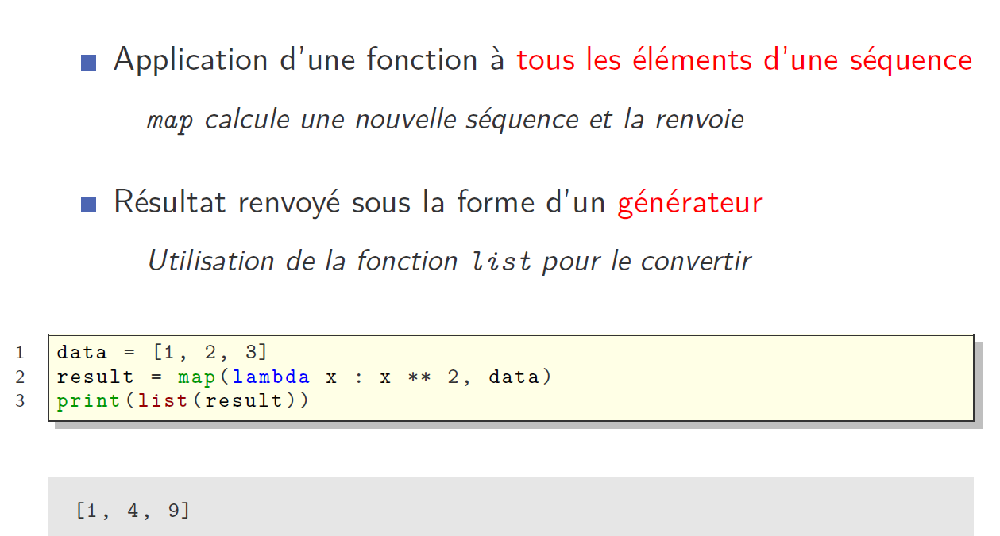 Application d'une fonction à tous les éléments d'une séquence
map calcule une nouvelle séquence et la renvoie
Résultat renvoyé sous la forme d'un générateur
Utilisation de la fonction list pour le convertir
1 data = [1, 2, 3]
2 result = map(lambda x : x ** 2, data)
3 print(list(result))
[1, 4, 9]